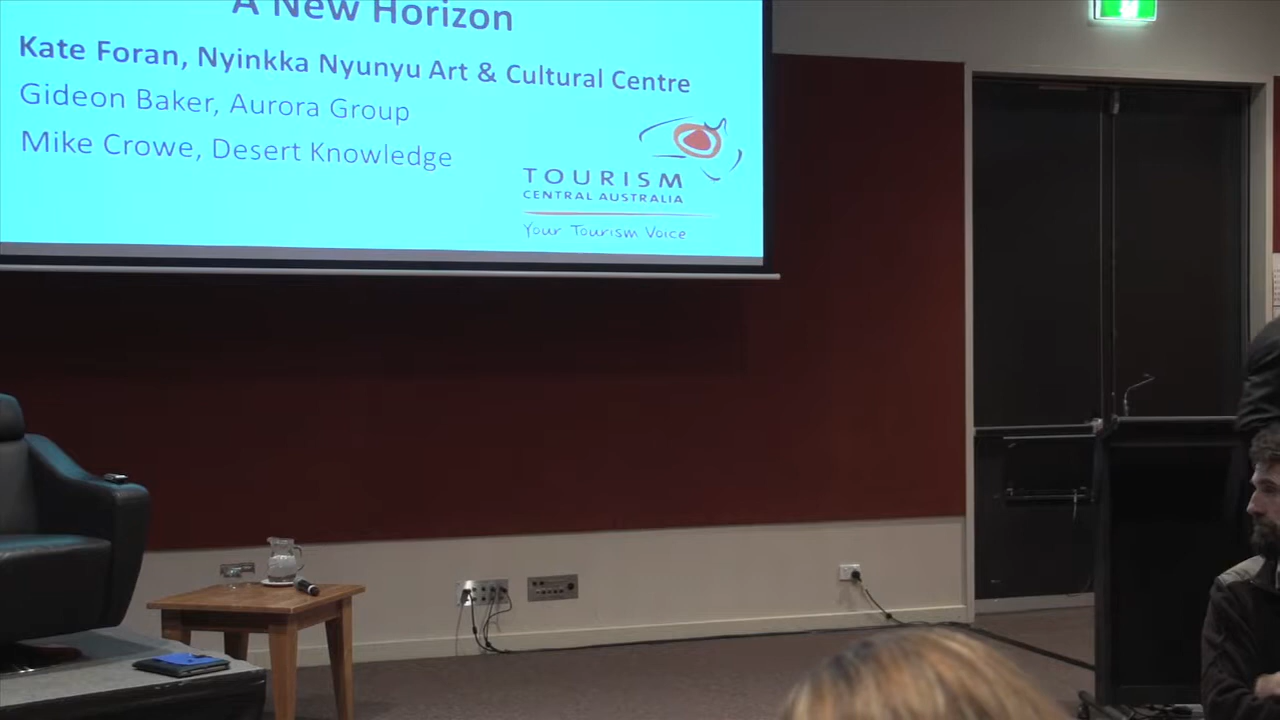 A New Horizon
Kate Foran, Nyinkka Nyunyu Art & Cultural Centre
Gideon Baker, Aurora Group
Mike Crowe, Desert Knowledge
TOURISM
CENTRAL AUSTRALIA
Your Tourism Voice